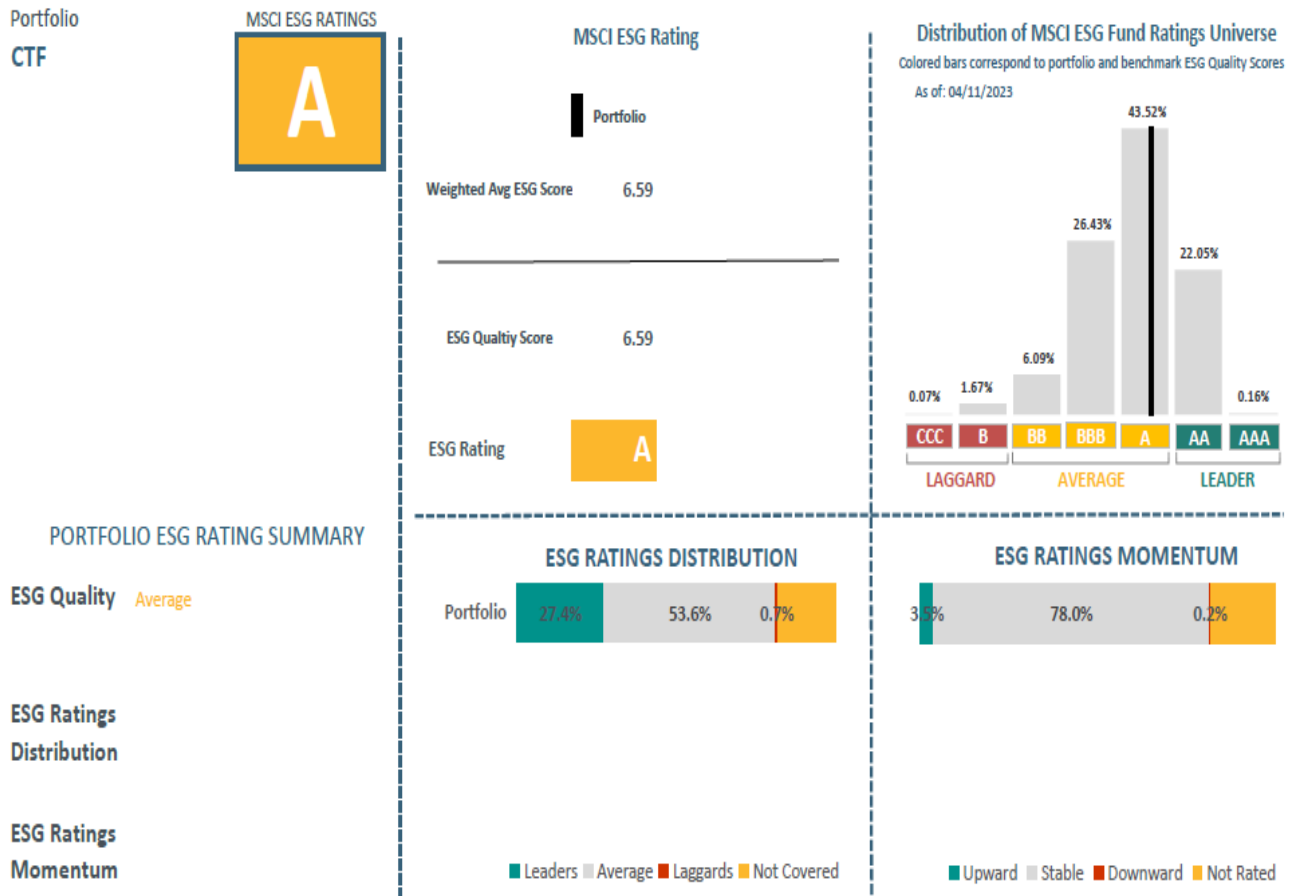 Portfolio
CTF
MSCI ESG RATINGS
A
MSCI ESG Rating
Portfolio
Weighted Avg ESG Score 6.59
ESG Qualtiy Score 6.59
ESG Rating A
Distribution of MSCI ESG Fund Ratings Universe
Colored bars correspond to portfolio and benchmark ESG Quality Scores
As of: 04/11/2023
43.52%
26.43%
22.05%
6.09%
0.07% 1.67% 0.16%
CCC B BB BBB A AA AAA
LAGGARD AVERAGE LEADER
PORTFOLIO ESG RATING SUMMARY
ESG Quality Average
ESG Ratings
Distribution
ESG Ratings
Momentum
ESG RATINGS DISTRIBUTION
Portfolio 27.4% 53.6% 0.7%
Leaders Average Laggards Not Covered
ESG RATINGS MOMENTUM
3.5% 78.0% 0.2%
Upward Stable Downward Not Rated